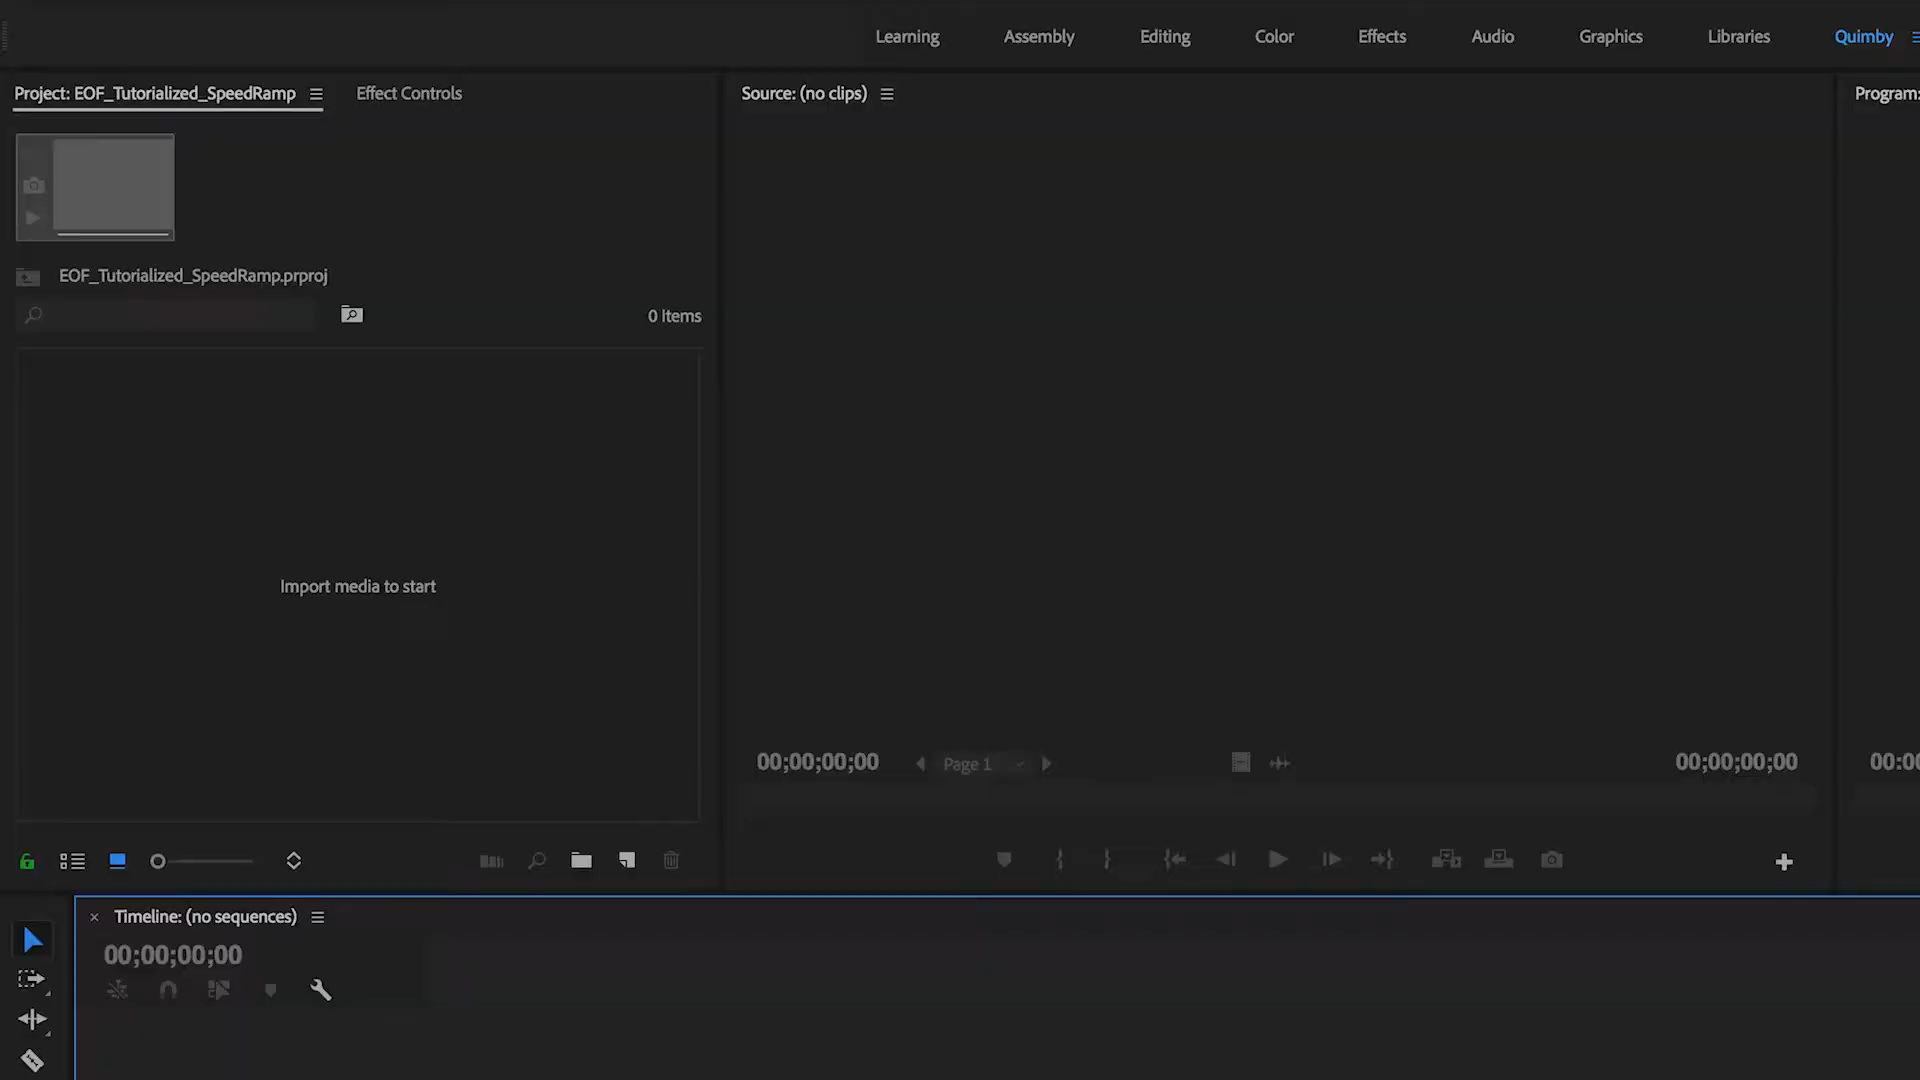 Learning Assembly Editing Color Effects Audio Graphics Libraries Quimby
Project: EOF_Tutorialized_SpeedRamp Effect Controls
Source: (no clips)
Program:
EOF_Tutorialized_SpeedRamp.prproj
0 Items
Import media to start
00;00;00;00 Page 1 00;00;00;00 00:00
Timeline: (no sequences)
00;00;00;00